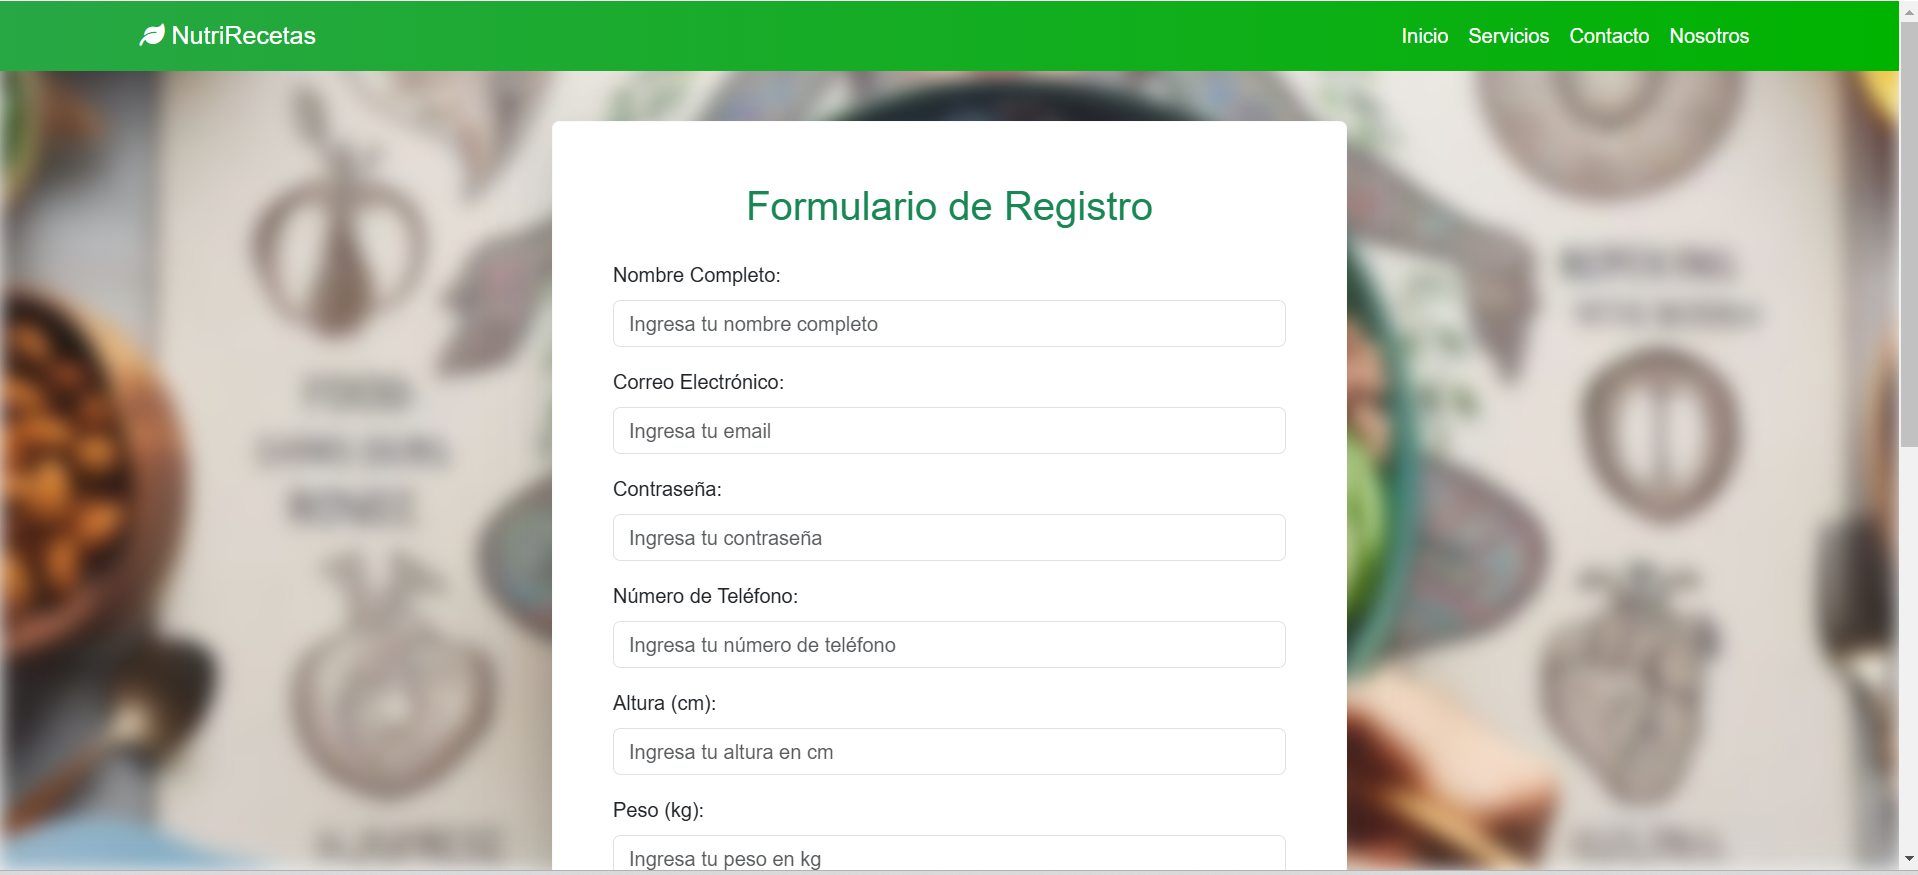 NutriRecetas
Inicio Servicios Contacto Nosotros
Formulario de Registro
Nombre Completo:
Ingresa tu nombre completo
Correo Electrónico:
Ingresa tu email
Contraseña:
Ingresa tu contraseña
Número de Teléfono:
Ingresa tu número de teléfono
Altura (cm):
Ingresa tu altura en cm
Peso (kg):
Ingresa tu peso en kg
FOOD